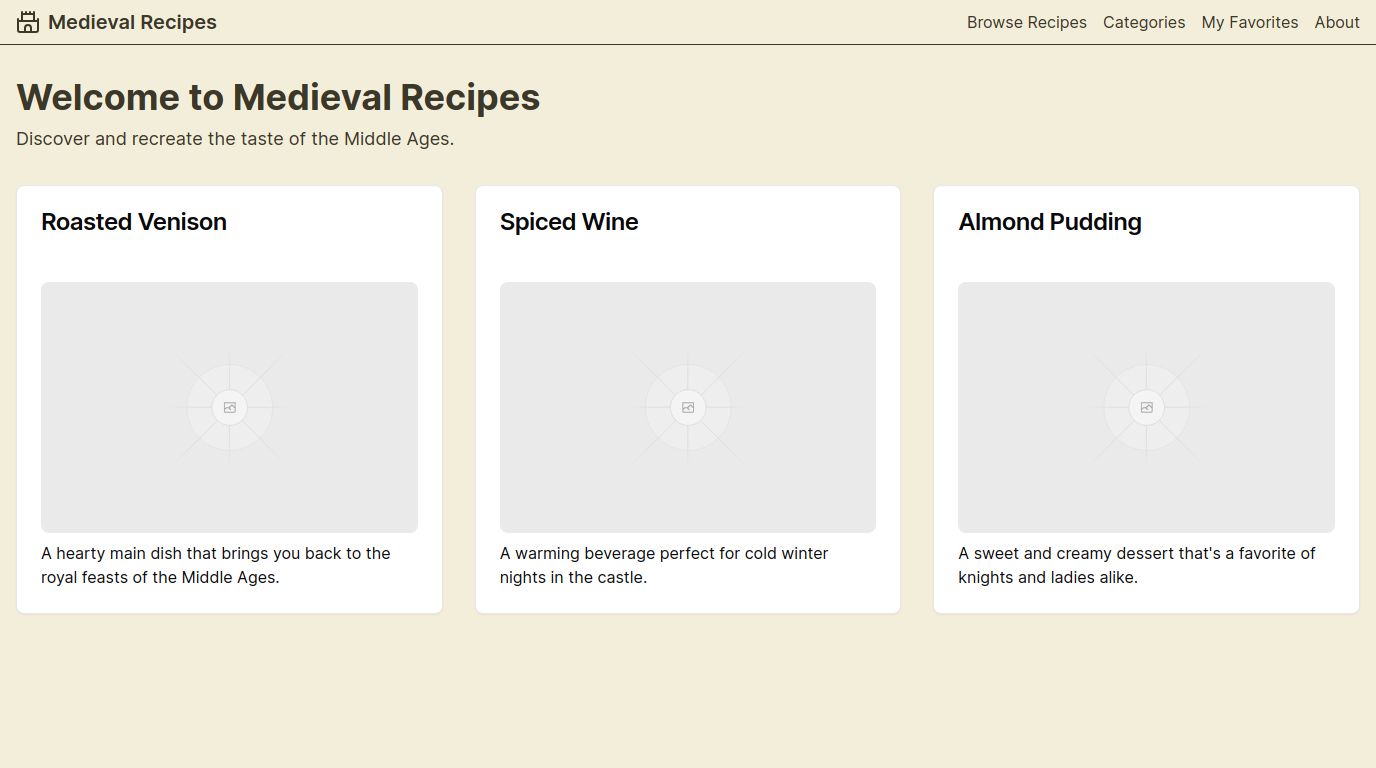 Medieval Recipes
Browse Recipes
Categories
My Favorites
About
Welcome to Medieval Recipes
Discover and recreate the taste of the Middle Ages.
Roasted Venison
A hearty main dish that brings you back to the
royal feasts of the Middle Ages.
Spiced Wine
A warming beverage perfect for cold winter
nights in the castle.
Almond Pudding
A sweet and creamy dessert that's a favorite of
knights and ladies alike.